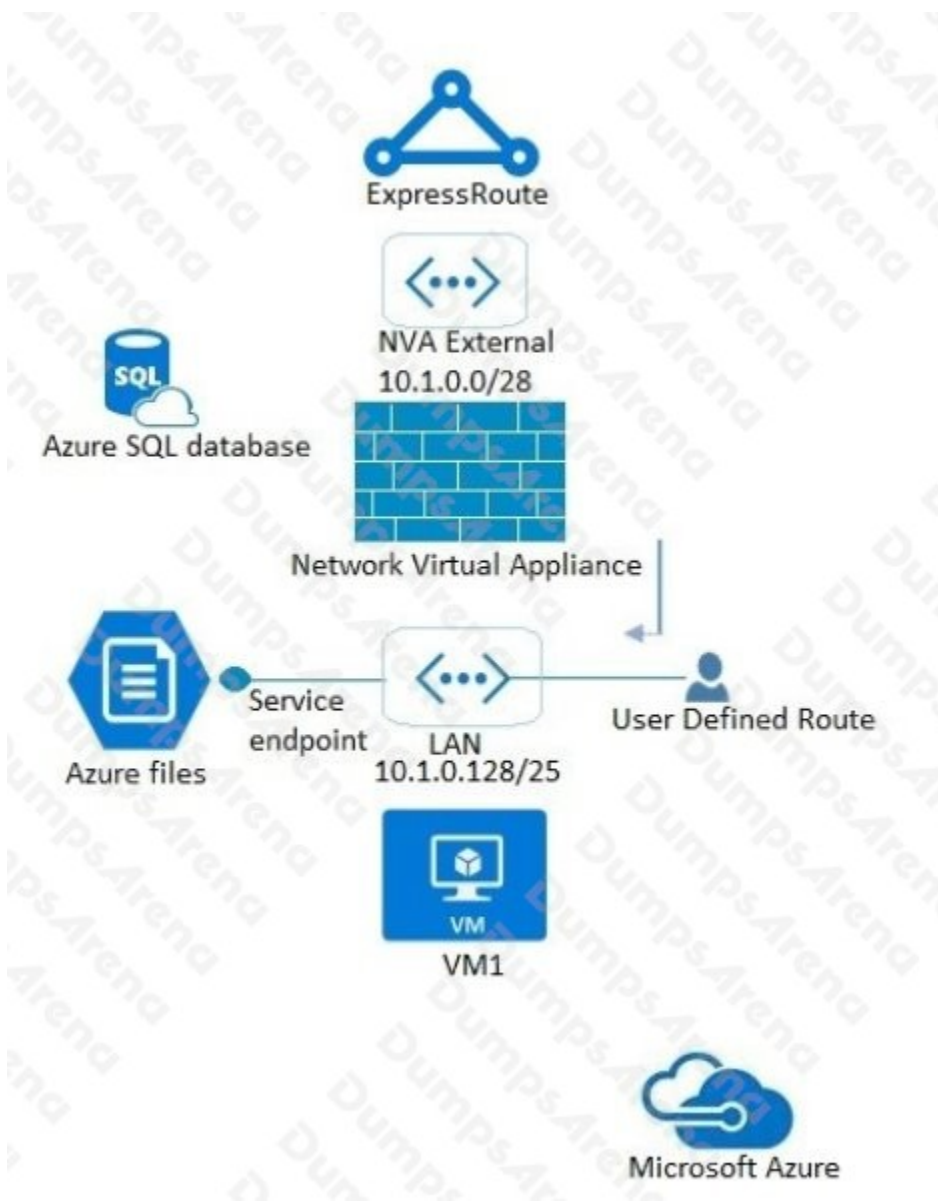 ExpressRoute
NVA External
10.1.0.0/28
SQL
Azure SQL database
Network Virtual Appliance
Service
endpoint
User Defined Route
LAN
10.1.0.128/25
Azure files
VM
VM1
Microsoft Azure
DumpsArena